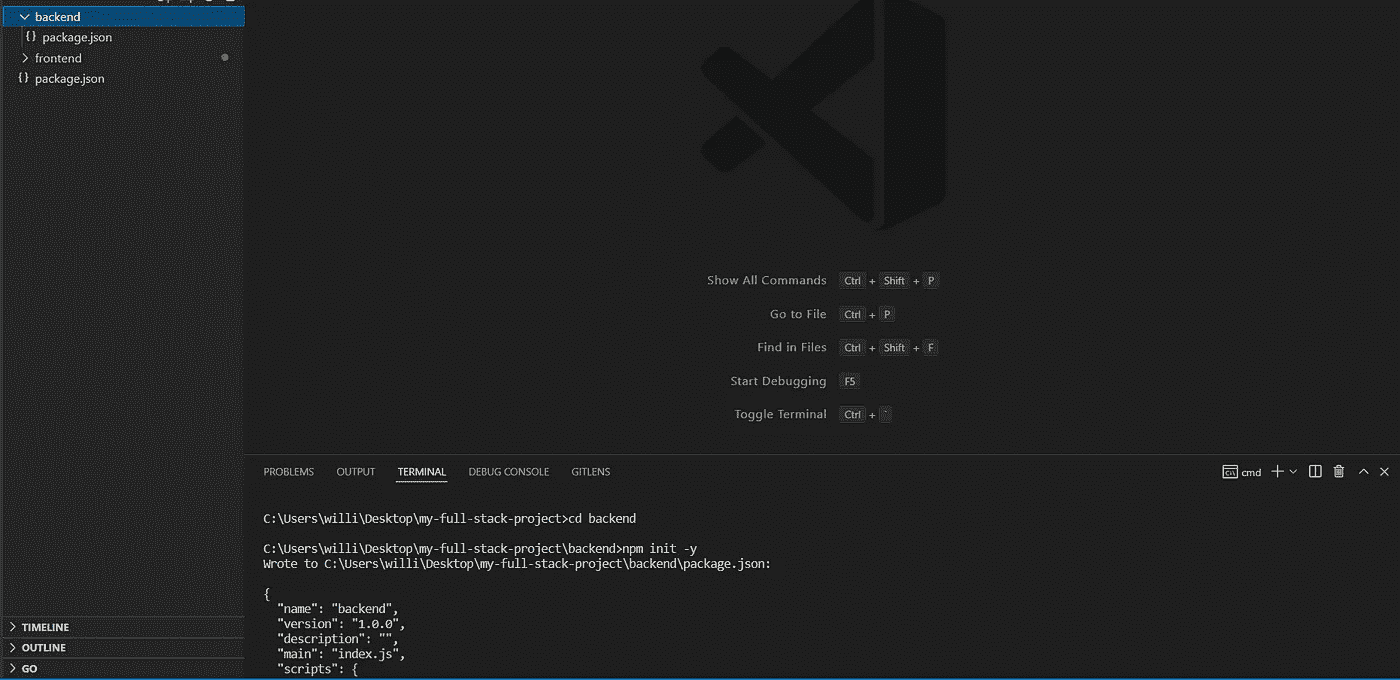 backend
{} package.json
frontend
{} package.json
Show All Commands Ctrl + Shift + P
Go to File Ctrl + P
Find in Files Ctrl + Shift + F
Start Debugging F5
Toggle Terminal Ctrl + `
PROBLEMS OUTPUT TERMINAL DEBUG CONSOLE GITLENS cmd
C:\Users\willi\Desktop\my-full-stack-project>cd backend
C:\Users\willi\Desktop\my-full-stack-project\backend>npm init -y
Wrote to C:\Users\willi\Desktop\my-full-stack-project\backend\package.json:
{
"name": "backend",
"version": "1.0.0",
"description": "",
"main": "index.js",
"scripts": {
TIMELINE
OUTLINE
GO